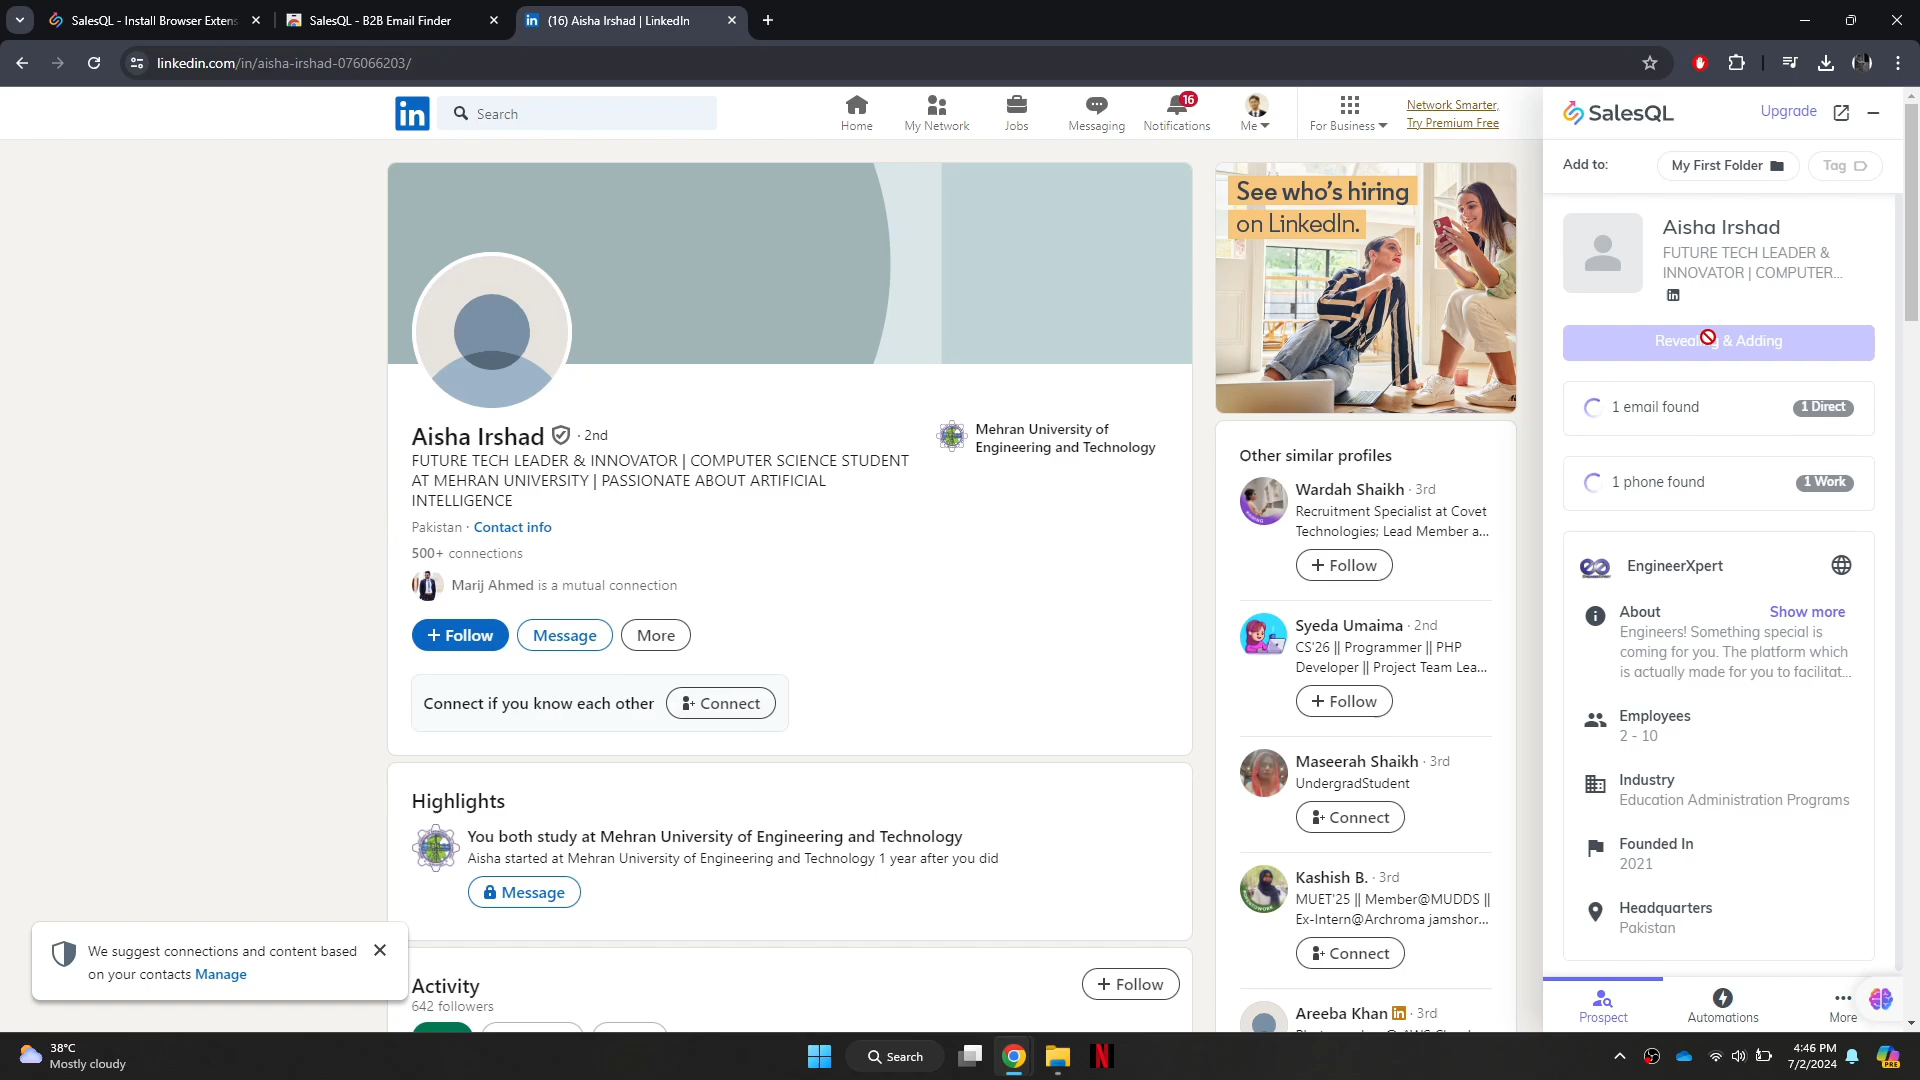 SalesQL - Install Browser Extens
SalesQL - B2B Email Finder
(16) Aisha Irshad | LinkedIn
linkedin.com/in/aisha-irshad-076066203/
Search
Home
My Network
Jobs
Messaging
16
Notifications
Me
For Business
Network Smarter,
Try Premium Free
See who's hiring
on LinkedIn.
Aisha Irshad · 2nd
FUTURE TECH LEADER & INNOVATOR | COMPUTER SCIENCE STUDENT
AT MEHRAN UNIVERSITY | PASSIONATE ABOUT ARTIFICIAL
INTELLIGENCE
Pakistan · Contact info
500+ connections
Marij Ahmed is a mutual connection
Follow
Message
More
Connect if you know each other
Connect
Mehran University of
Engineering and Technology
Highlights
You both study at Mehran University of Engineering and Technology
Aisha started at Mehran University of Engineering and Technology 1 year after you did
Message
Activity
642 followers
+ Follow
We suggest connections and content based
on your contacts Manage
Other similar profiles
Wardah Shaikh · 3rd
Recruitment Specialist at Covet
Technologies; Lead Member a...
+ Follow
Syeda Umaima · 2nd
CS'26 || Programmer || PHP
Developer || Project Team Lea...
+ Follow
Maseerah Shaikh · 3rd
UndergradStudent
Connect
Kashish B. · 3rd
MUET'25 || Member@MUDDS ||
Ex-Intern@Archroma jamshor...
Connect
Areeba Khan · 3rd
SalesQL
Upgrade
Add to:
My First Folder
Tag
Aisha Irshad
FUTURE TECH LEADER &
INNOVATOR | COMPUTER...
Revealing & Adding
1 email found
1 Direct
1 phone found
1 Work
EngineerXpert
About
Show more
Engineers! Something special is
coming for you. The platform which
is actually made for you to facilitat...
Employees
2 - 10
Industry
Education Administration Programs
Founded In
2021
Headquarters
Pakistan
Prospect
Automations
More
38°C
Mostly cloudy
Search
4:46 PM
7/2/2024